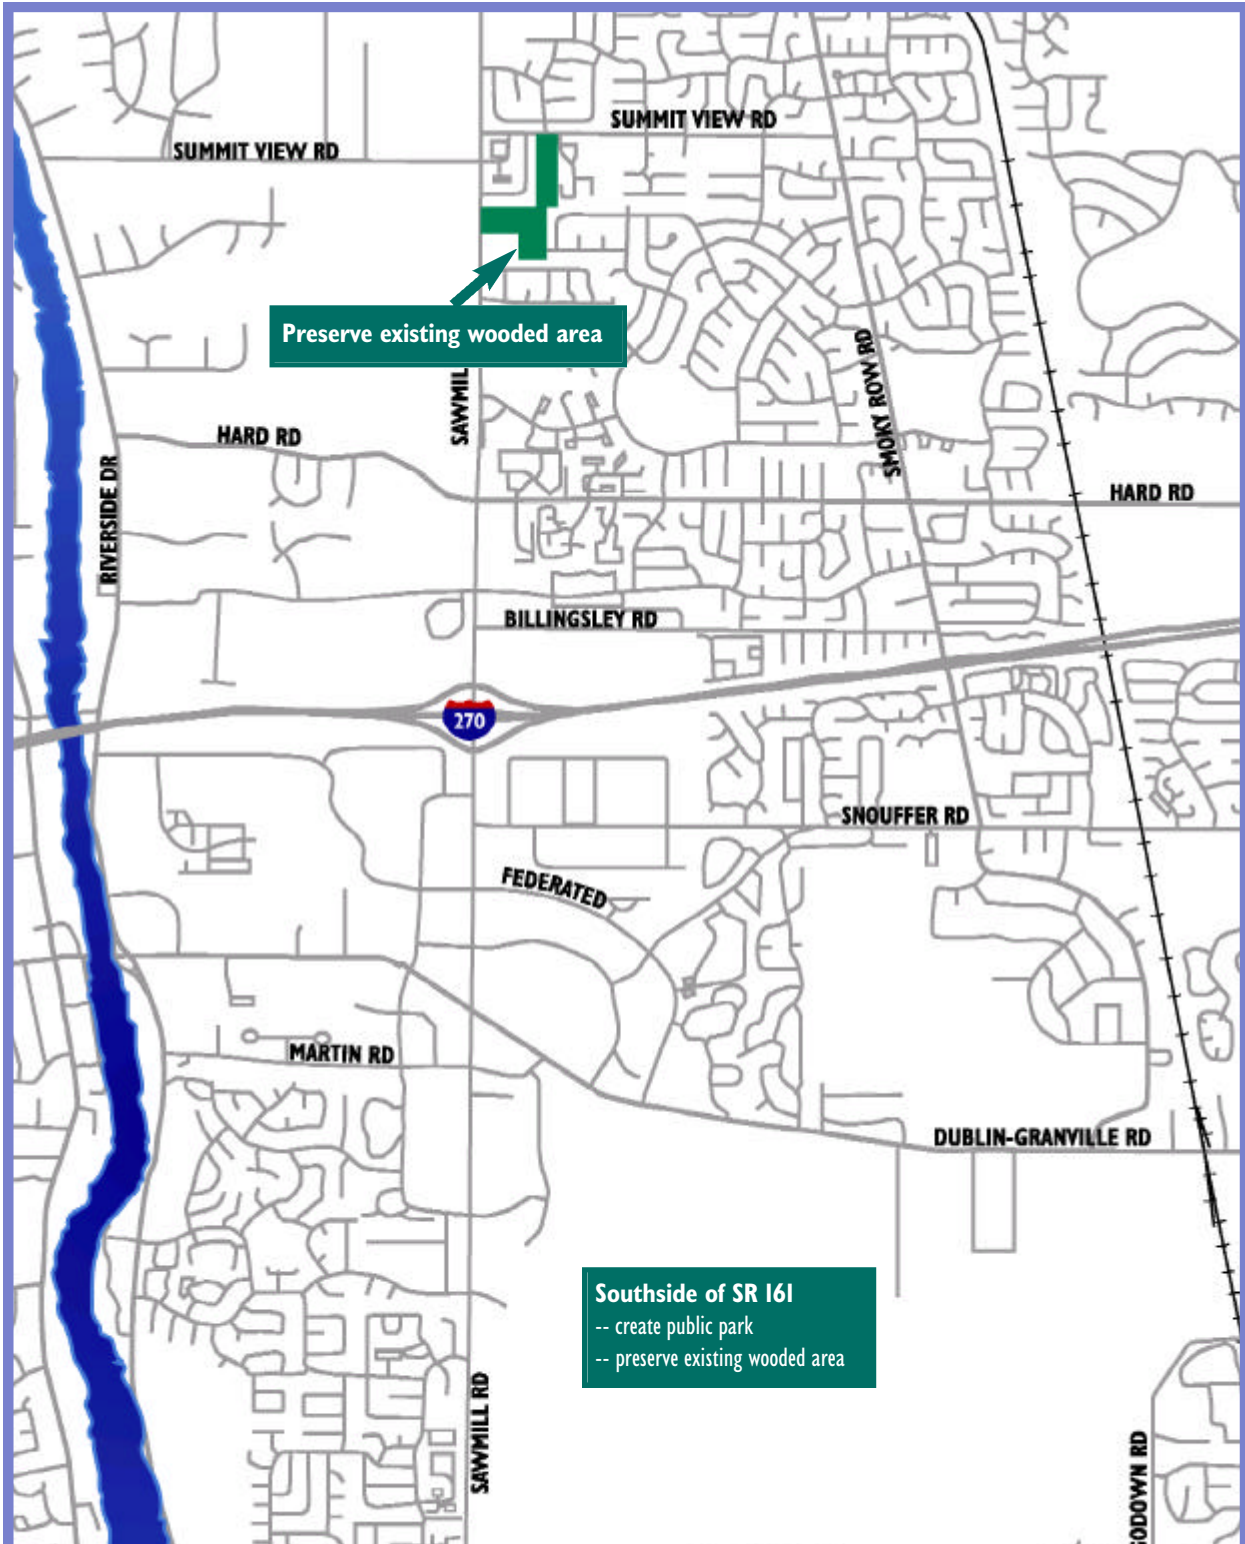 SUMMIT VIEW RD
SUMMIT VIEW RD
Preserve existing wooded area
SMOKY ROW RD
SAWMIL
HARD RD
RIVERSIDE DR
HARD RD
BILLINGSLEY RD
270
SNOUFFER RD
FEDERATED
MARTIN RD
DUBLIN-GRANVILLE RD
Southside of SR 161
-- create public park
-- preserve existing wooded area
SAWMILL RD
GODOWN RD